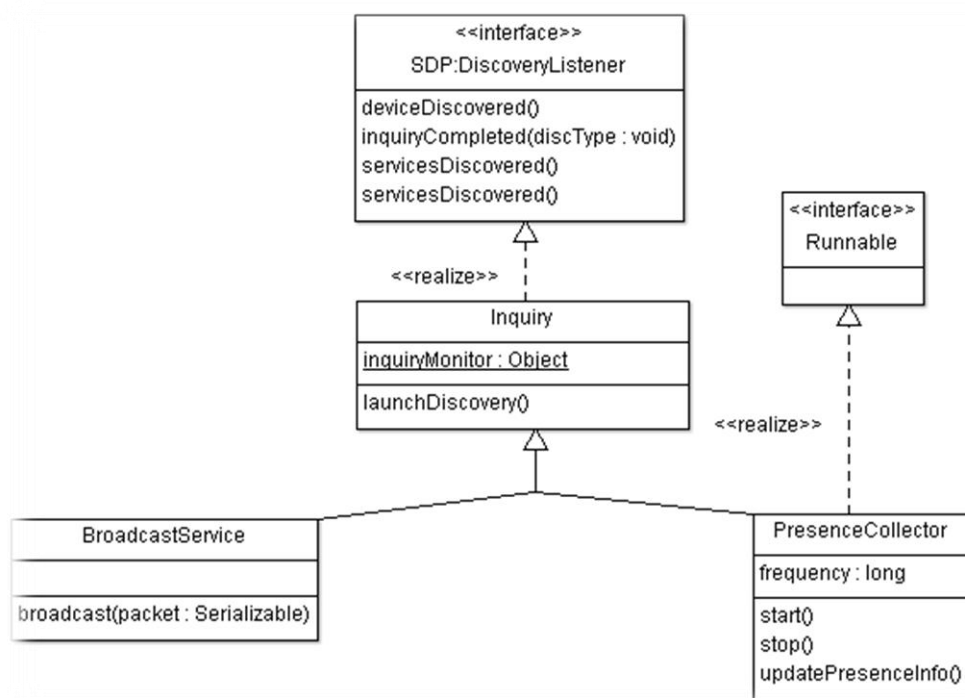 <<interface>>
SDP:DiscoveryListener
deviceDiscovered()
inquiryCompleted(discType : void)
servicesDiscovered()
servicesDiscovered()
<<interface>>
Runnable
<<realize>>
Inquiry
inquiryMonitor : Object
launchDiscovery()
<<realize>>
BroadcastService
broadcast(packet : Serializable)
PresenceCollector
frequency : long
start()
stop()
updatePresenceInfo()